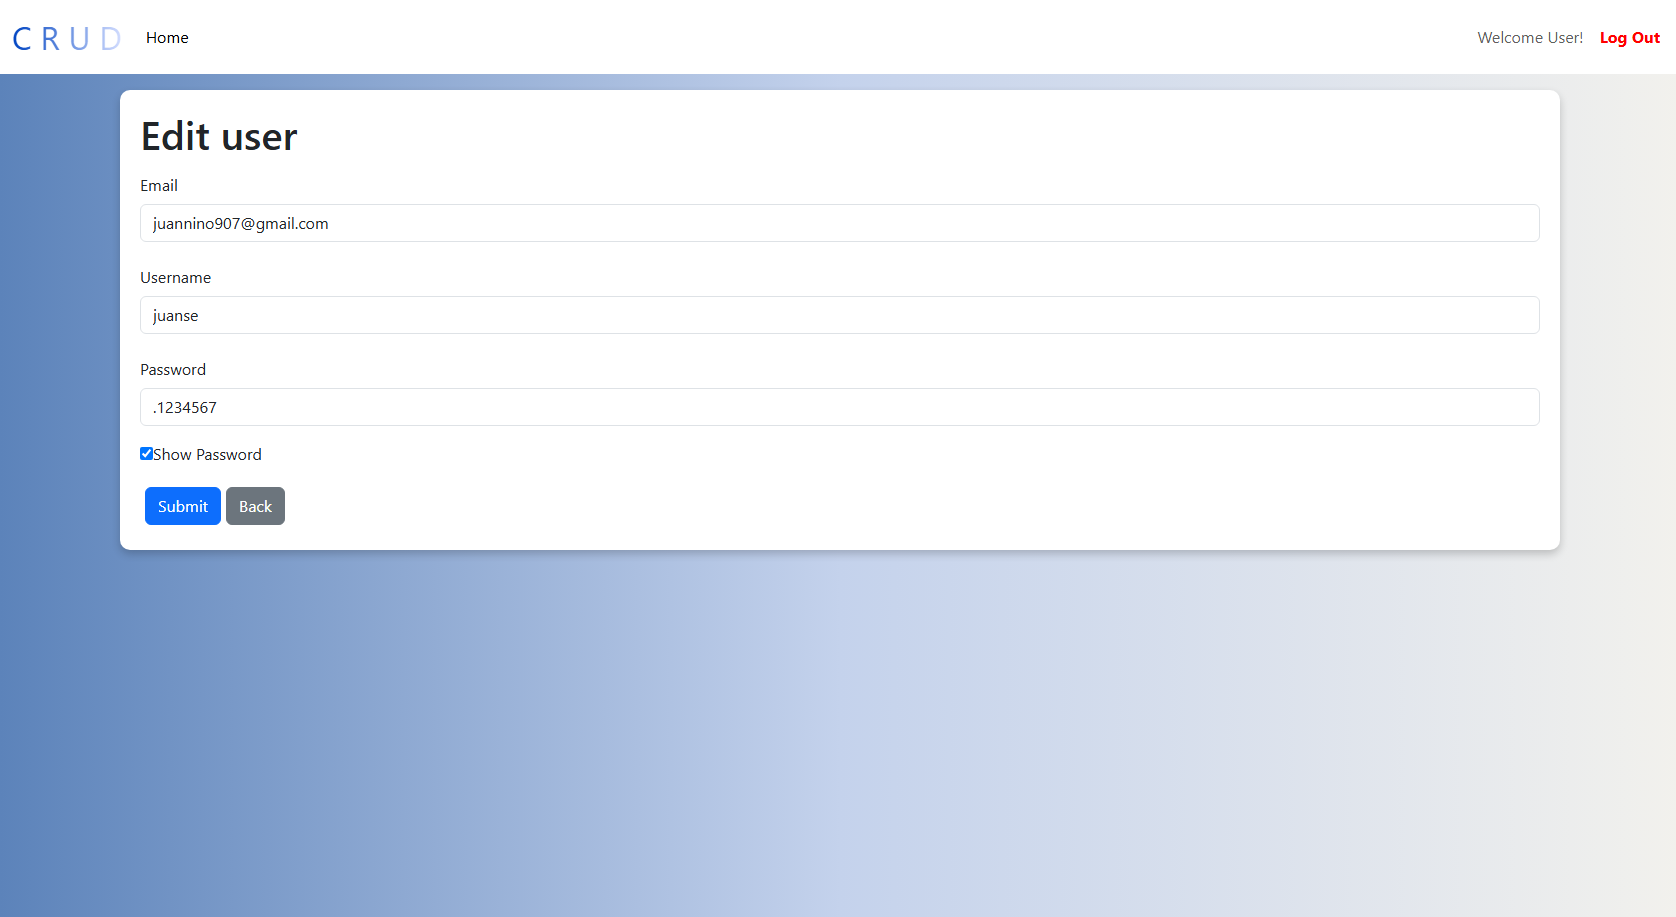 C R U D Home Welcome User! Log Out
Edit user
Email
juannino907@gmail.com
Username
juanse
Password
.1234567
Show Password
Submit Back